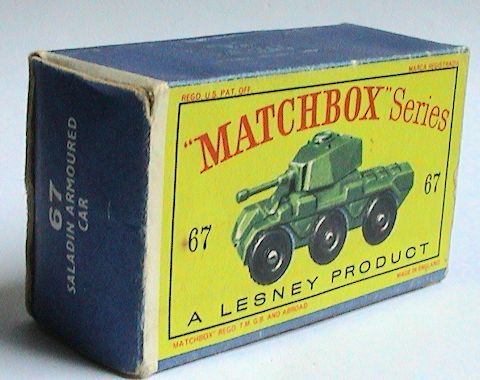 REGD. U.S. PAT. OFF.
MARCA REGISTRADA
"MATCHBOX" Series
67
67
A LESNEY PRODUCT
MADE IN ENGLAND
"MATCHBOX" REGD. T.M. G.B. AND ABROAD
67
SALADIN ARMOURED
CAR